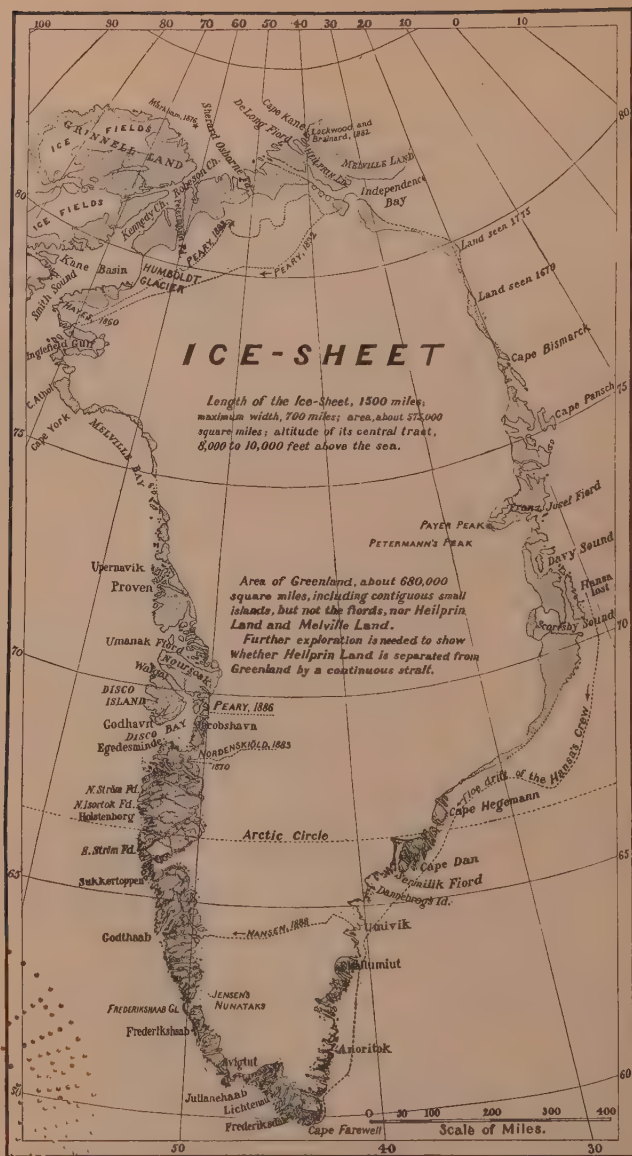 100 90 80 70 60 50 40 30 20 10 0 10
Markham, 1876
Sherard Osborne Fd.
De Long Fiord
Cape Kane
Lockwood and
Brainard, 1882
GRINNELL LAND
ICE FIELDS
HEILPRIN LD.
MELVILLE LAND
Independence
Bay
80
80
Robeson Ch.
Kennedy Ch.
Petermann Fd.
PEARY, 1892
PEARY, 1892
ICE FIELDS
Kane Basin
Smith Sound
HUMBOLDT
GLACIER
HAYES, 1860
Inglefield Gulf
C. Athol
Cape York
MELVILLE BAY
75
Land seen 1775
Land seen 1670
Cape Bismarck
Cape Pansch
75
ICE-SHEET
Length of the Ice-Sheet, 1500 miles;
maximum width, 700 miles; area, about 575,000
square miles; altitude of its central tract,
8,000 to 10,000 feet above the sea.
Franz Josef Fiord
PAYER PEAK
PETERMANN'S PEAK
Davy Sound
Hansa
lost
Scoresby Sound
70
Upernavik
Proven
Area of Greenland, about 680,000
square miles, including contiguous small
islands, but not the fiords, nor Heilprin
Land and Melville Land.
Further exploration is needed to show
whether Heilprin Land is separated from
Greenland by a continuous strait.
Umanak Fiord
Noursoak
Waigat
70
DISCO
ISLAND
PEARY, 1886
Godhavn
Jacobshavn
DISCO BAY
Egedesminde
NORDENSKIÖLD, 1883
1870
Floe drift of the Hansa's Crew
N. Ström Fd.
N. Isortok Fd.
Holstenborg
Cape Hegemann
Arctic Circle
S. Ström Fd.
Cape Dan
65
Sermilik Fiord
65
Sukkertoppen
Dannebrogs Id.
Umivik
Godthaab
NANSEN, 1888
JENSEN'S
NUNATAKS
FREDERIKSHAAB GL.
Frederikshaab
Anoritok
Ivigtut
Julianehaab
60
60
Lichtenau
Frederiksdal
Cape Farewell
0 50 100 200 300 400
Scale of Miles.
50 40 30